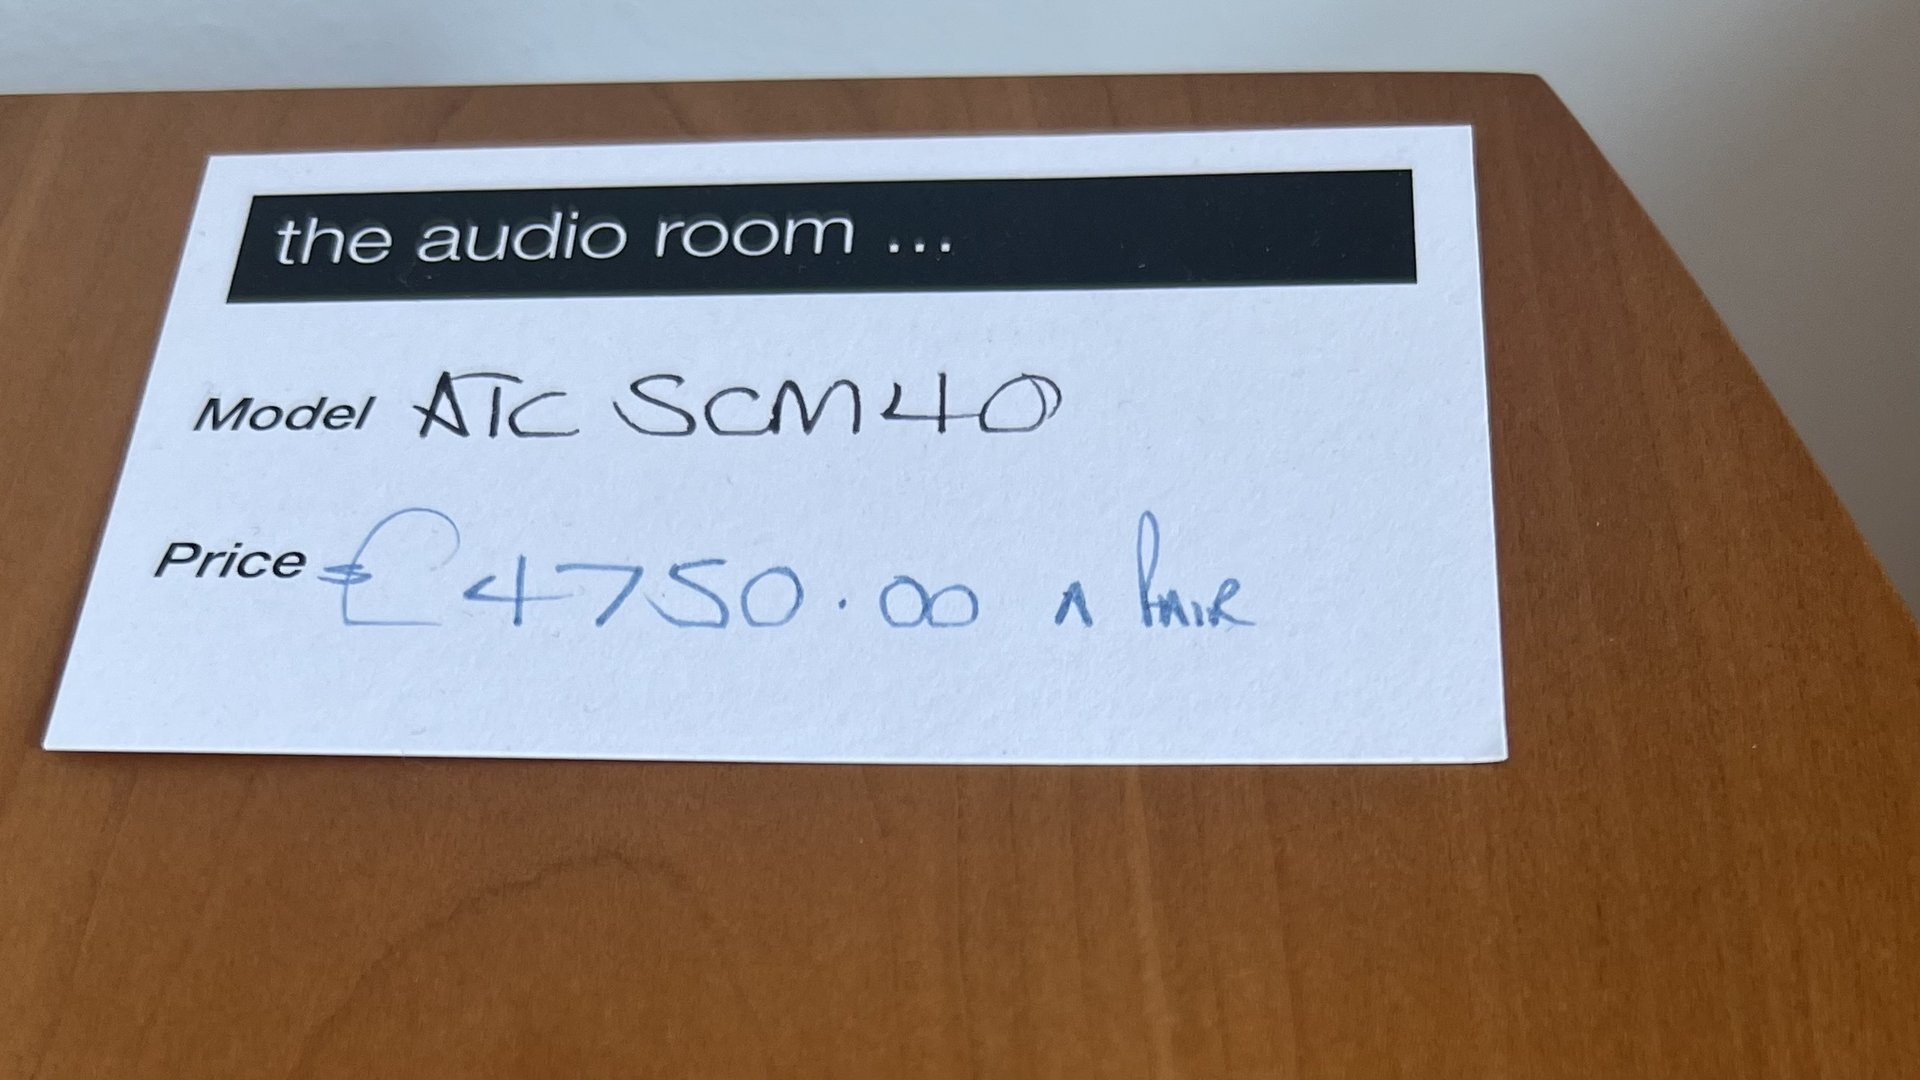 the audio room ...
Model ATC SCM40
Price £4750.00 A PAIR